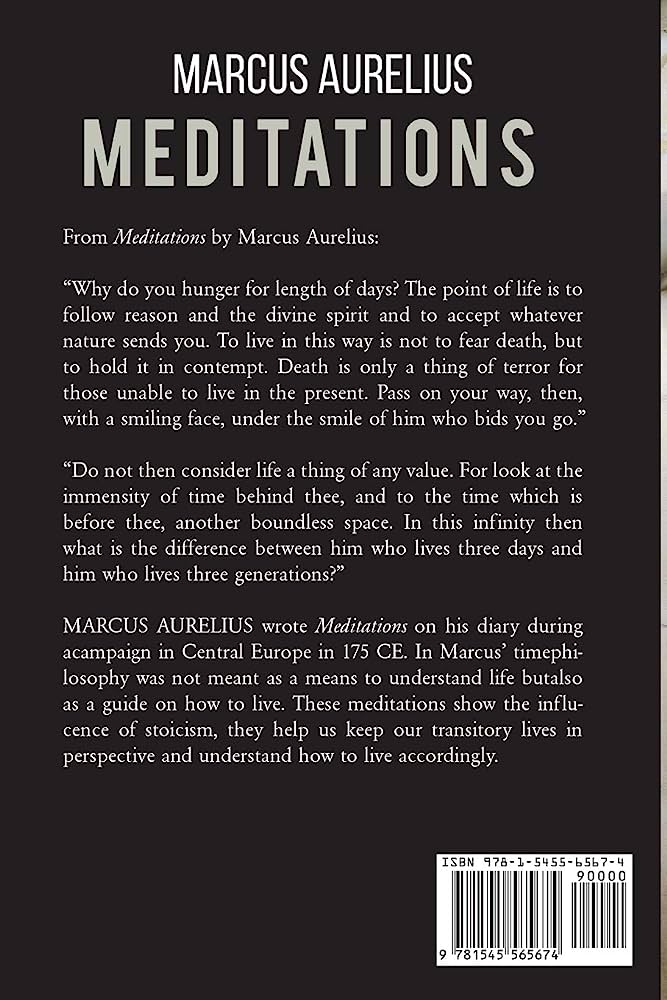 MARCUS AURELIUS
MEDITATIONS
From Meditations by Marcus Aurelius:
“Why do you hunger for length of days? The point of life is to
follow reason and the divine spirit and to accept whatever
nature sends you. To live in this way is not to fear death, but
to hold it in contempt. Death is only a thing of terror for
those unable to live in the present. Pass on your way, then,
with a smiling face, under the smile of him who bids you go.”
“Do not then consider life a thing of any value. For look at the
immensity of time behind thee, and to the time which is
before thee, another boundless space. In this infinity then
what is the difference between him who lives three days and
him who lives three generations?”
MARCUS AURELIUS wrote Meditations on his diary during
acampaign in Central Europe in 175 CE. In Marcus’ timephi-
losophy was not meant as a means to understand life butalso
as a guide on how to live. These meditations show the influ-
cence of stoicism, they help us keep our transitory lives in
perspective and understand how to live accordingly.
ISBN 978-1-5455-6567-4
90000
9 781545 565674